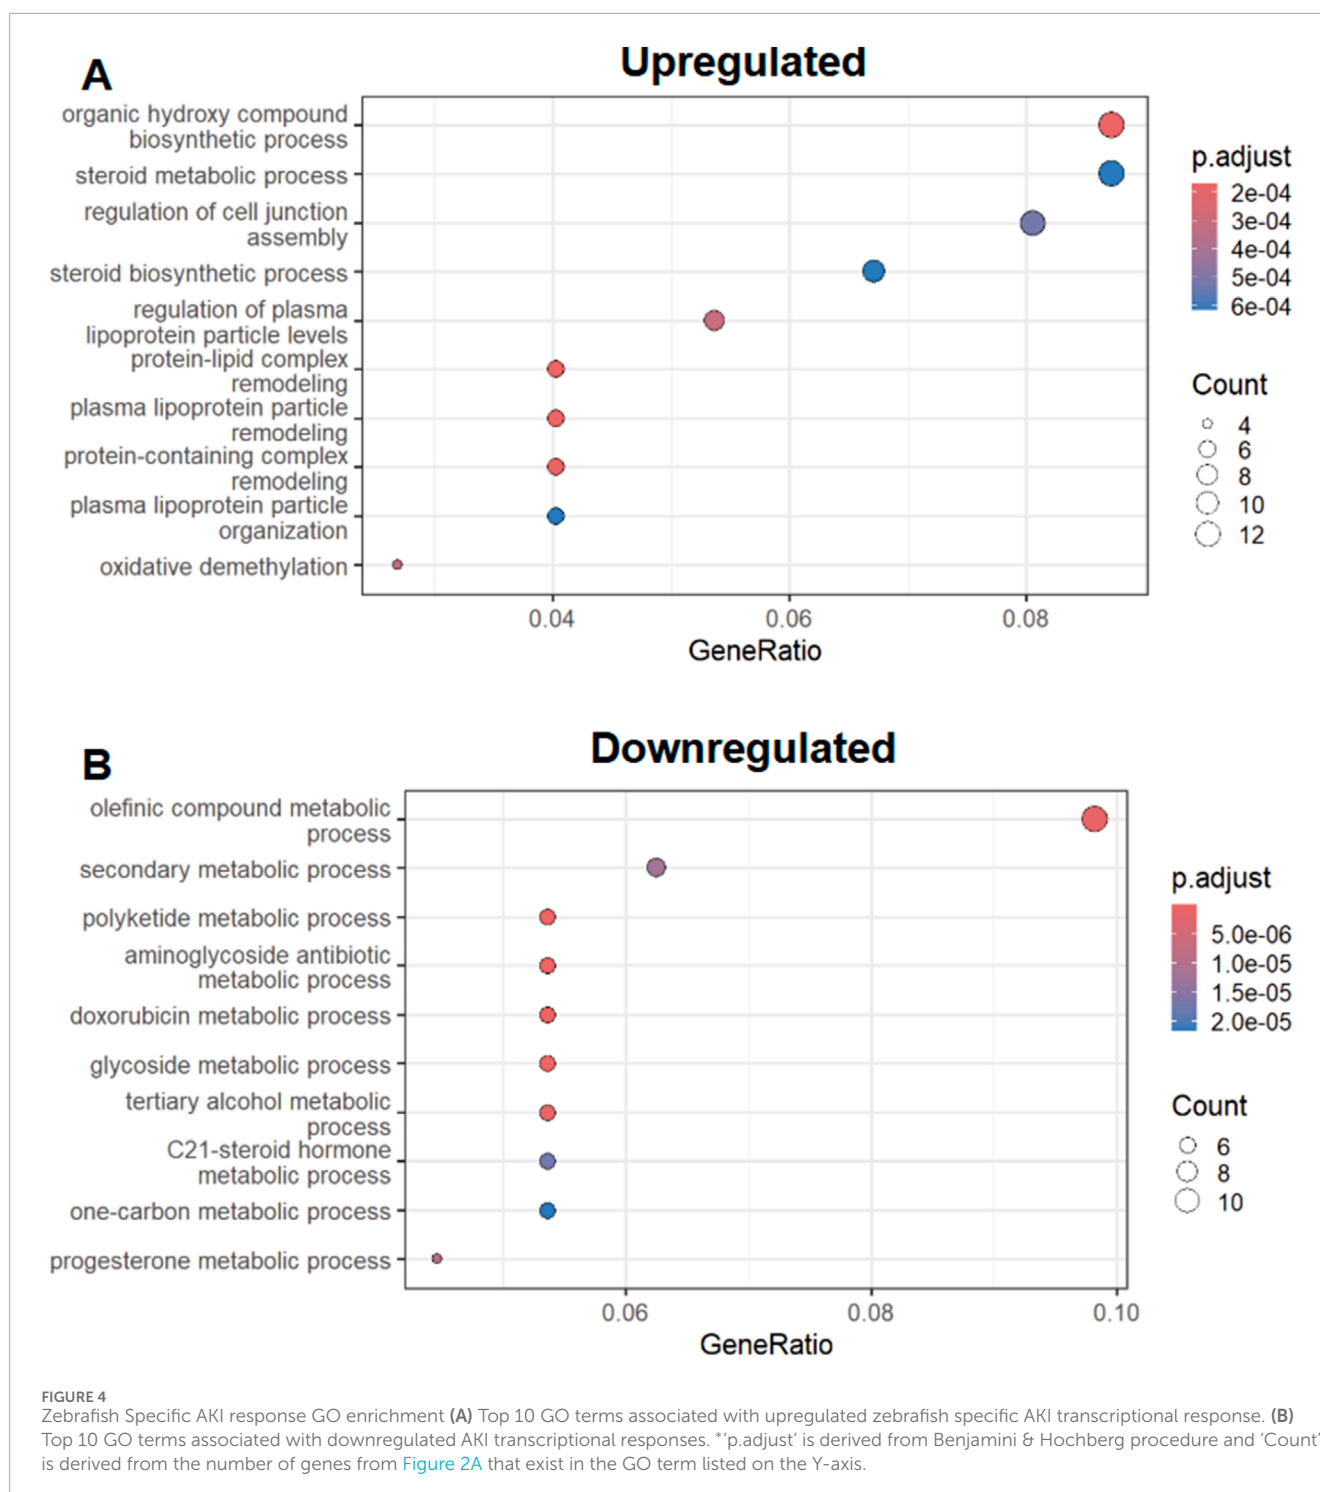 A
Upregulated
organic hydroxy compound
biosynthetic process
steroid metabolic process
regulation of cell junction
assembly
steroid biosynthetic process
regulation of plasma
lipoprotein particle levels
protein-lipid complex
remodeling
plasma lipoprotein particle
remodeling
protein-containing complex
remodeling
plasma lipoprotein particle
organization
oxidative demethylation
0.04 0.06 0.08
GeneRatio
p.adjust
2e-04
3e-04
4e-04
5e-04
6e-04
Count
4
6
8
10
12
B
Downregulated
olefinic compound metabolic
process
secondary metabolic process
polyketide metabolic process
aminoglycoside antibiotic
metabolic process
doxorubicin metabolic process
glycoside metabolic process
tertiary alcohol metabolic
process
C21-steroid hormone
metabolic process
one-carbon metabolic process
progesterone metabolic process
0.06 0.08 0.10
GeneRatio
p.adjust
5.0e-06
1.0e-05
1.5e-05
2.0e-05
Count
6
8
10
FIGURE 4
Zebrafish Specific AKI response GO enrichment (A) Top 10 GO terms associated with upregulated zebrafish specific AKI transcriptional response. (B)
Top 10 GO terms associated with downregulated AKI transcriptional responses. *'p.adjust' is derived from Benjamini & Hochberg procedure and 'Count'
is derived from the number of genes from Figure 2A that exist in the GO term listed on the Y-axis.